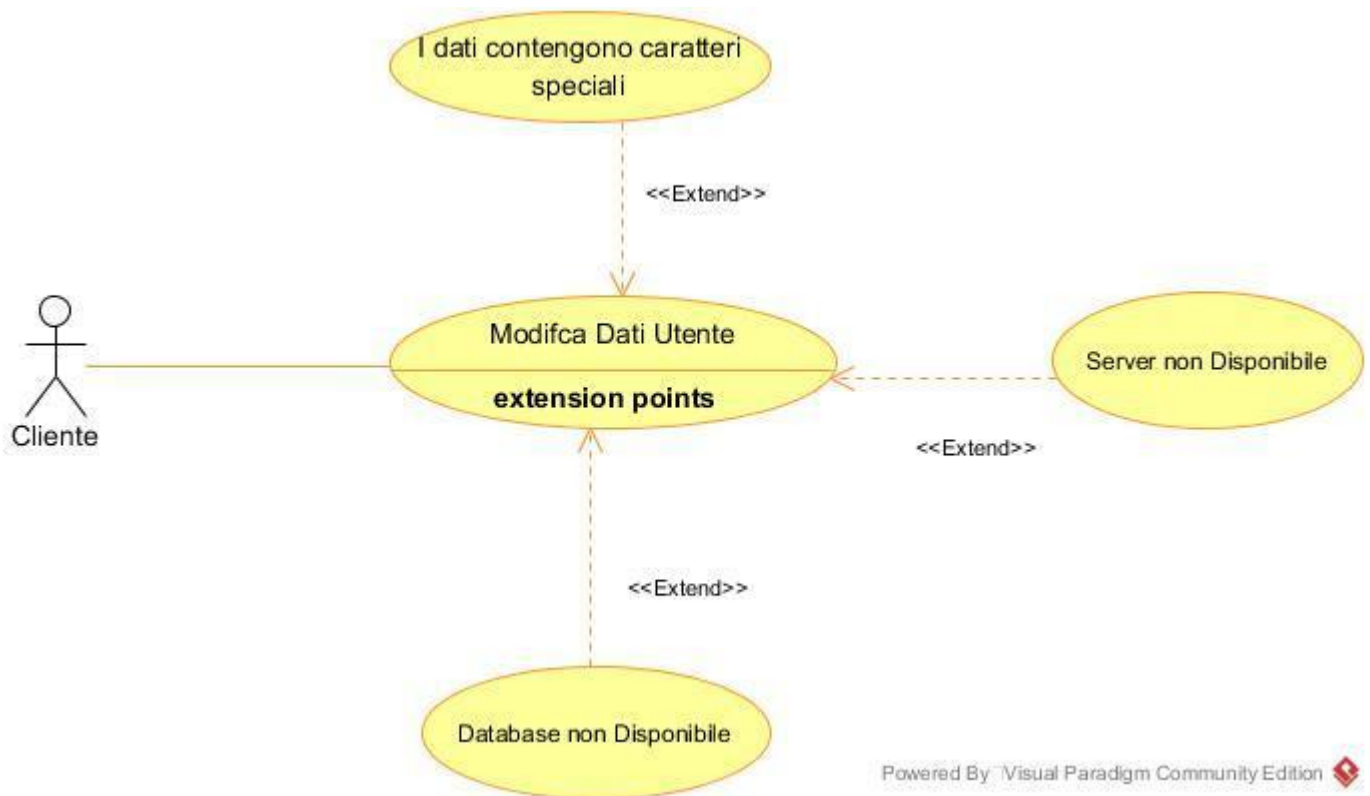 I dati contengono caratteri
speciali
<<Extend>>
Modifca Dati Utente
extension points
Server non Disponibile
Cliente
<<Extend>>
<<Extend>>
Database non Disponibile
Powered By Visual Paradigm Community Edition